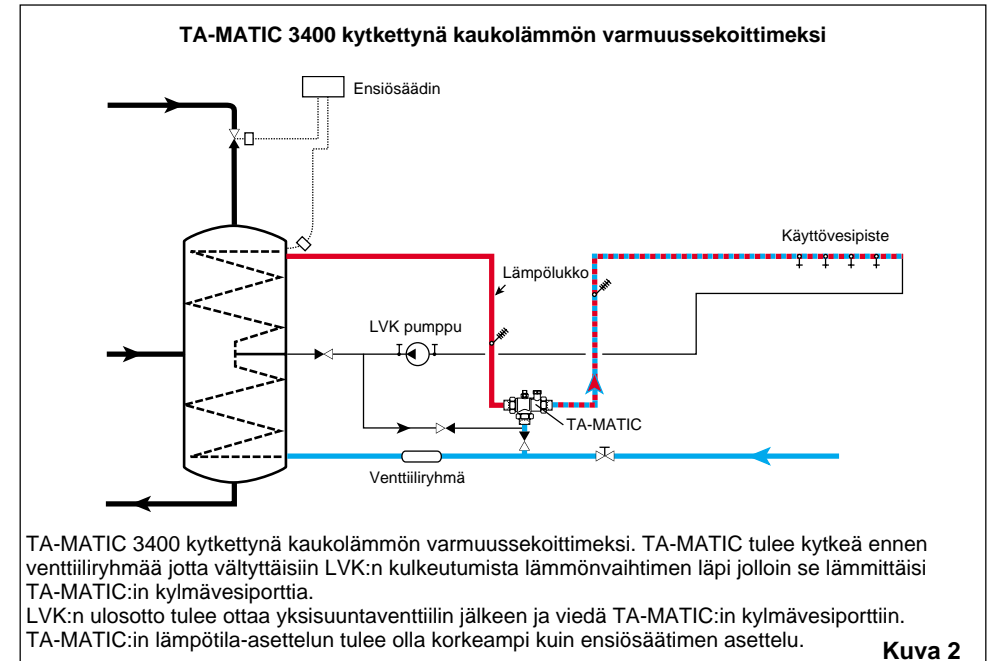 TA-MATIC 3400 kytkettynä kaukolämmön varmuussekoittimeksi
Ensiösäädin
Käyttövesipiste
Lämpölukko
LVK pumppu
TA-MATIC
Venttiiliryhmä
TA-MATIC 3400 kytkettynä kaukolämmön varmuussekoittimeksi. TA-MATIC tulee kytkeä ennen
venttiiliryhmää jotta vältyttäisiin LVK:n kulkeutumista lämmönvaihtimen läpi jolloin se lämmittäisi
TA-MATIC:in kylmävesiporttia.
LVK:n ulosotto tulee ottaa yksisuuntaventtiilin jälkeen ja viedä TA-MATIC:in kylmävesiporttiin.
TA-MATIC:in lämpötila-asettelun tulee olla korkeampi kuin ensiösäätimen asettelu.
Kuva 2